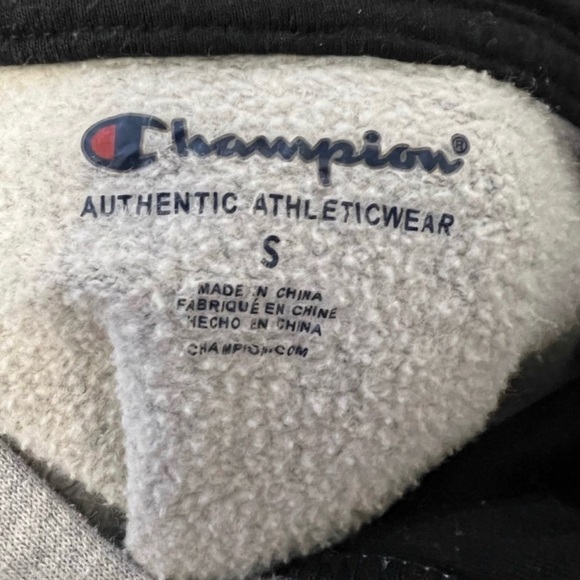 Champion®
AUTHENTIC ATHLETICWEAR
S
MADE IN CHINA
FABRIQUÉ EN CHINE
HECHO EN CHINA
CHAMPION.COM